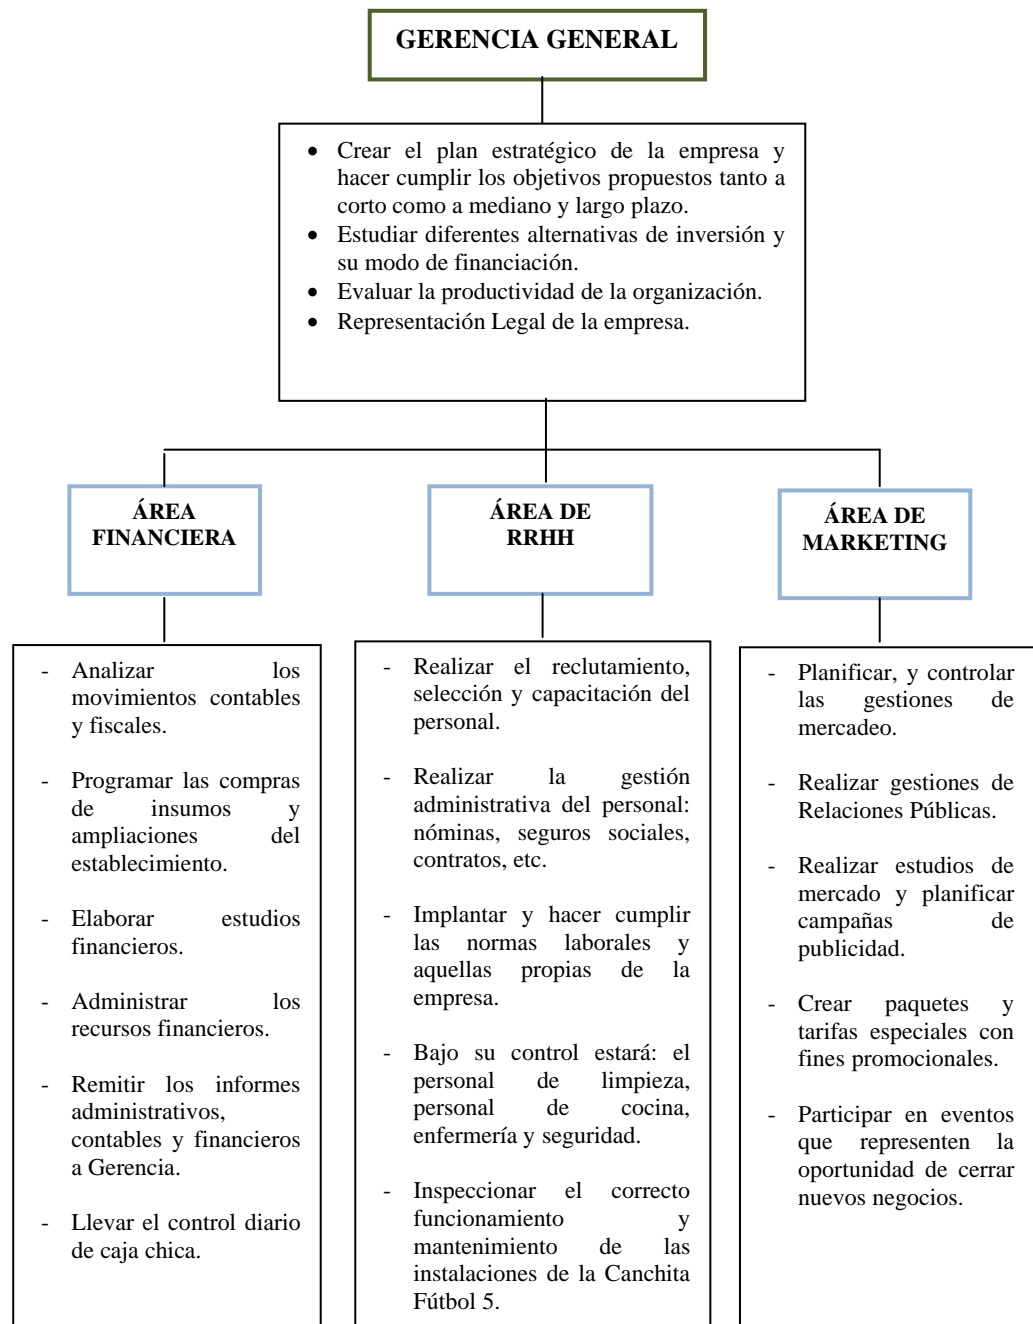 GERENCIA GENERAL
• Crear el plan estratégico de la empresa y
hacer cumplir los objetivos propuestos tanto a
corto como a mediano y largo plazo.
• Estudiar diferentes alternativas de inversión y
su modo de financiación.
• Evaluar la productividad de la organización.
• Representación Legal de la empresa.
ÁREA
FINANCIERA
ÁREA DE
RRHH
ÁREA DE
MARKETING
- Analizar los
movimientos contables
y fiscales.
- Programar las compras
de insumos y
ampliaciones del
establecimiento.
- Elaborar estudios
financieros.
- Administrar los
recursos financieros.
- Remitir los informes
administrativos,
contables y financieros
a Gerencia.
- Llevar el control diario
de caja chica.
- Realizar el reclutamiento,
selección y capacitación del
personal.
- Realizar la gestión
administrativa del personal:
nóminas, seguros sociales,
contratos, etc.
- Implantar y hacer cumplir
las normas laborales y
aquellas propias de la
empresa.
- Bajo su control estará: el
personal de limpieza,
personal de cocina,
enfermería y seguridad.
- Inspeccionar el correcto
funcionamiento y
mantenimiento de las
instalaciones de la Canchita
Fútbol 5.
- Planificar, y controlar
las gestiones de
mercadeo.
- Realizar gestiones de
Relaciones Públicas.
- Realizar estudios de
mercado y planificar
campañas de
publicidad.
- Crear paquetes y
tarifas especiales con
fines promocionales.
- Participar en eventos
que representen la
oportunidad de cerrar
nuevos negocios.